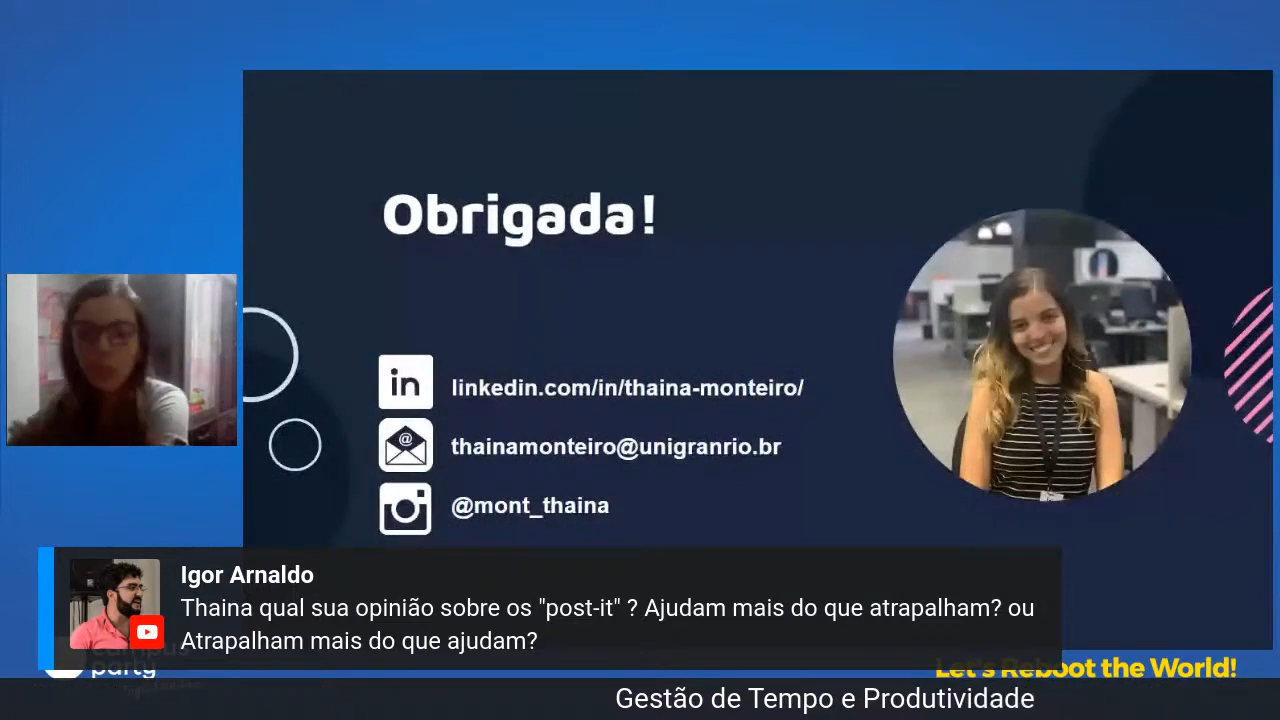 Obrigada!
in
linkedin.com/in/thaina-monteiro/
@
thainamonteiro@unigranrio.br
@mont_thaina
Igor Arnaldo
Thaina qual sua opinião sobre os "post-it" ? Ajudam mais do que atrapalham? ou
Atrapalham mais do que ajudam?
party
Let's Reboot the World!
Gestão de Tempo e Produtividade